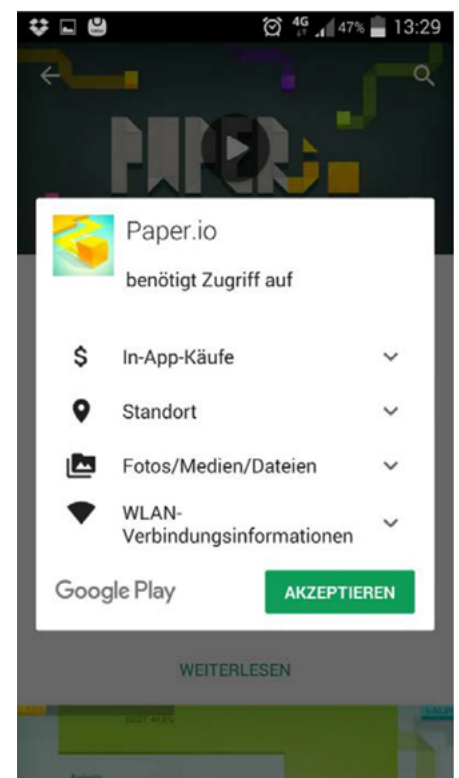 4G 47% 13:29
PAPER.io
Paper.io
benötigt Zugriff auf
In-App-Käufe
Standort
Fotos/Medien/Dateien
WLAN-
Verbindungsinformationen
Google Play
AKZEPTIEREN
WEITERLESEN